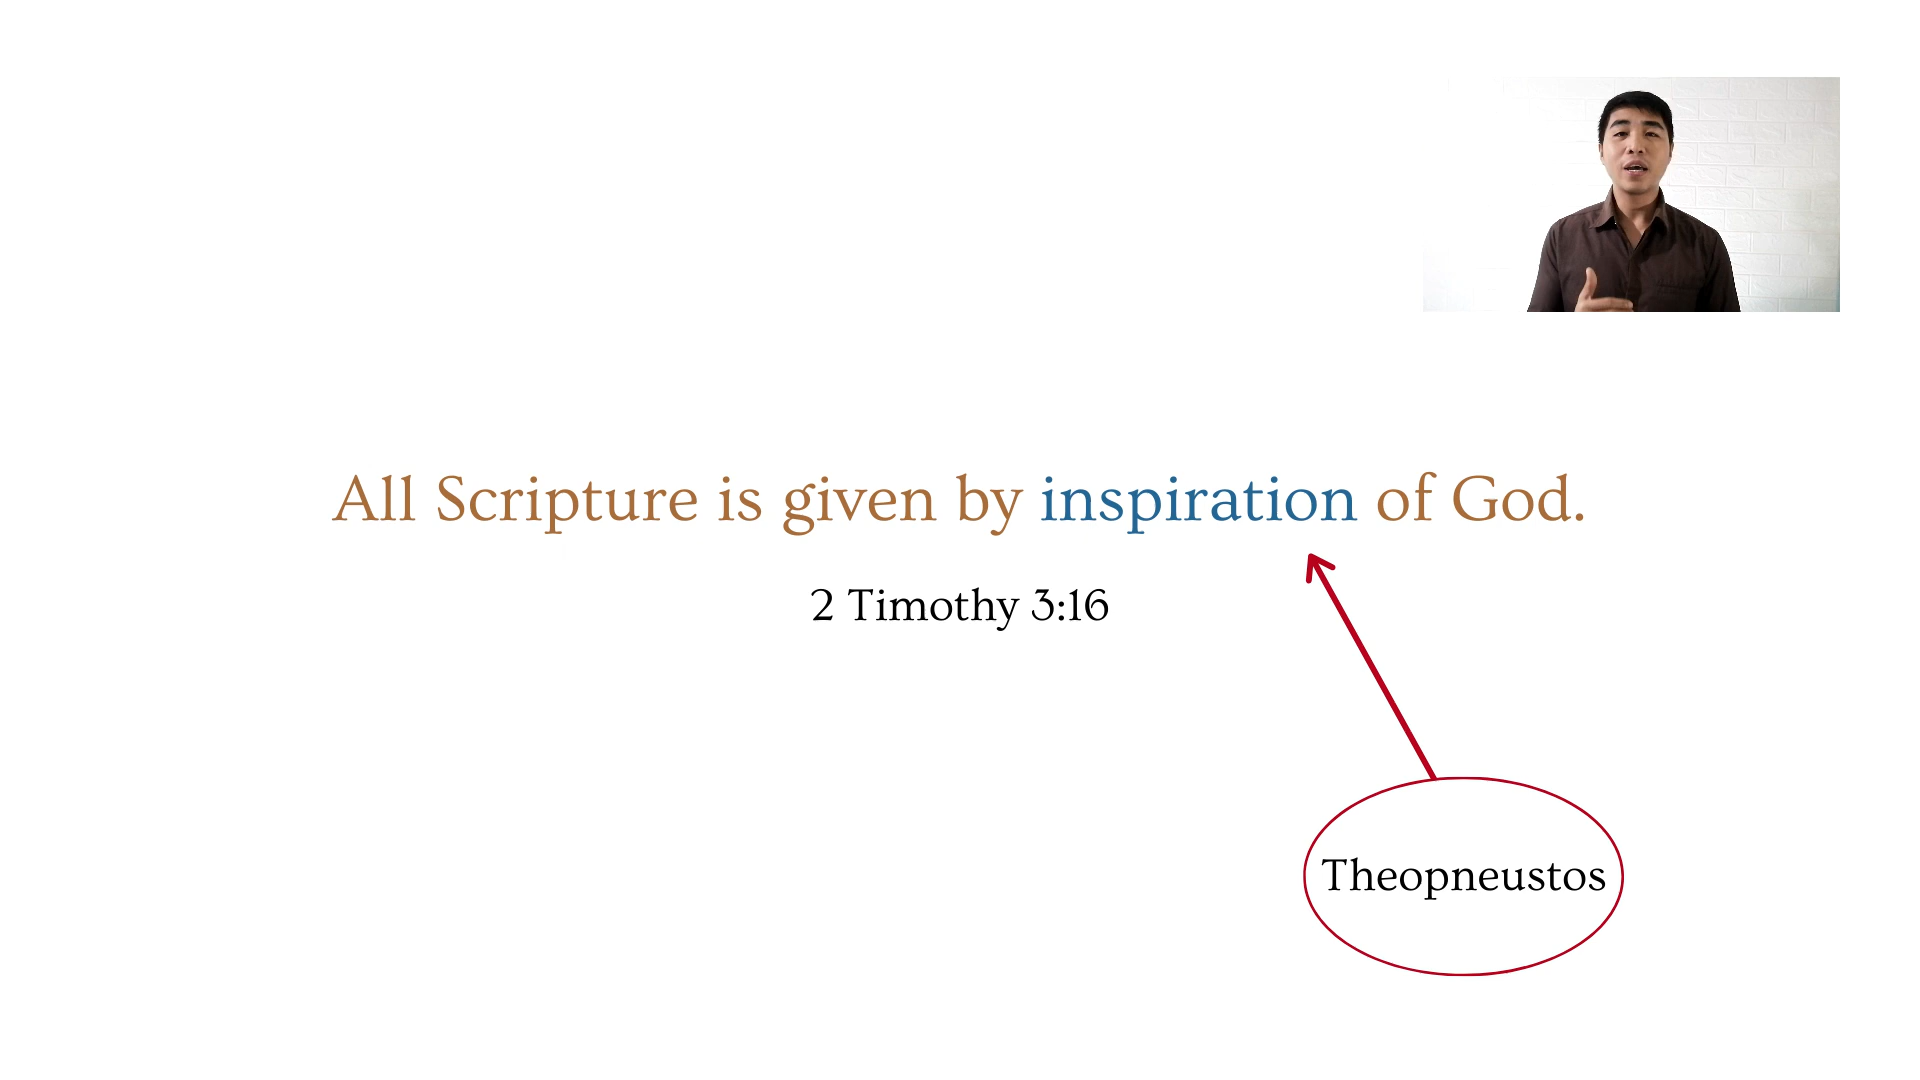 All Scripture is given by inspiration of God.
2 Timothy 3:16
Theopneustos